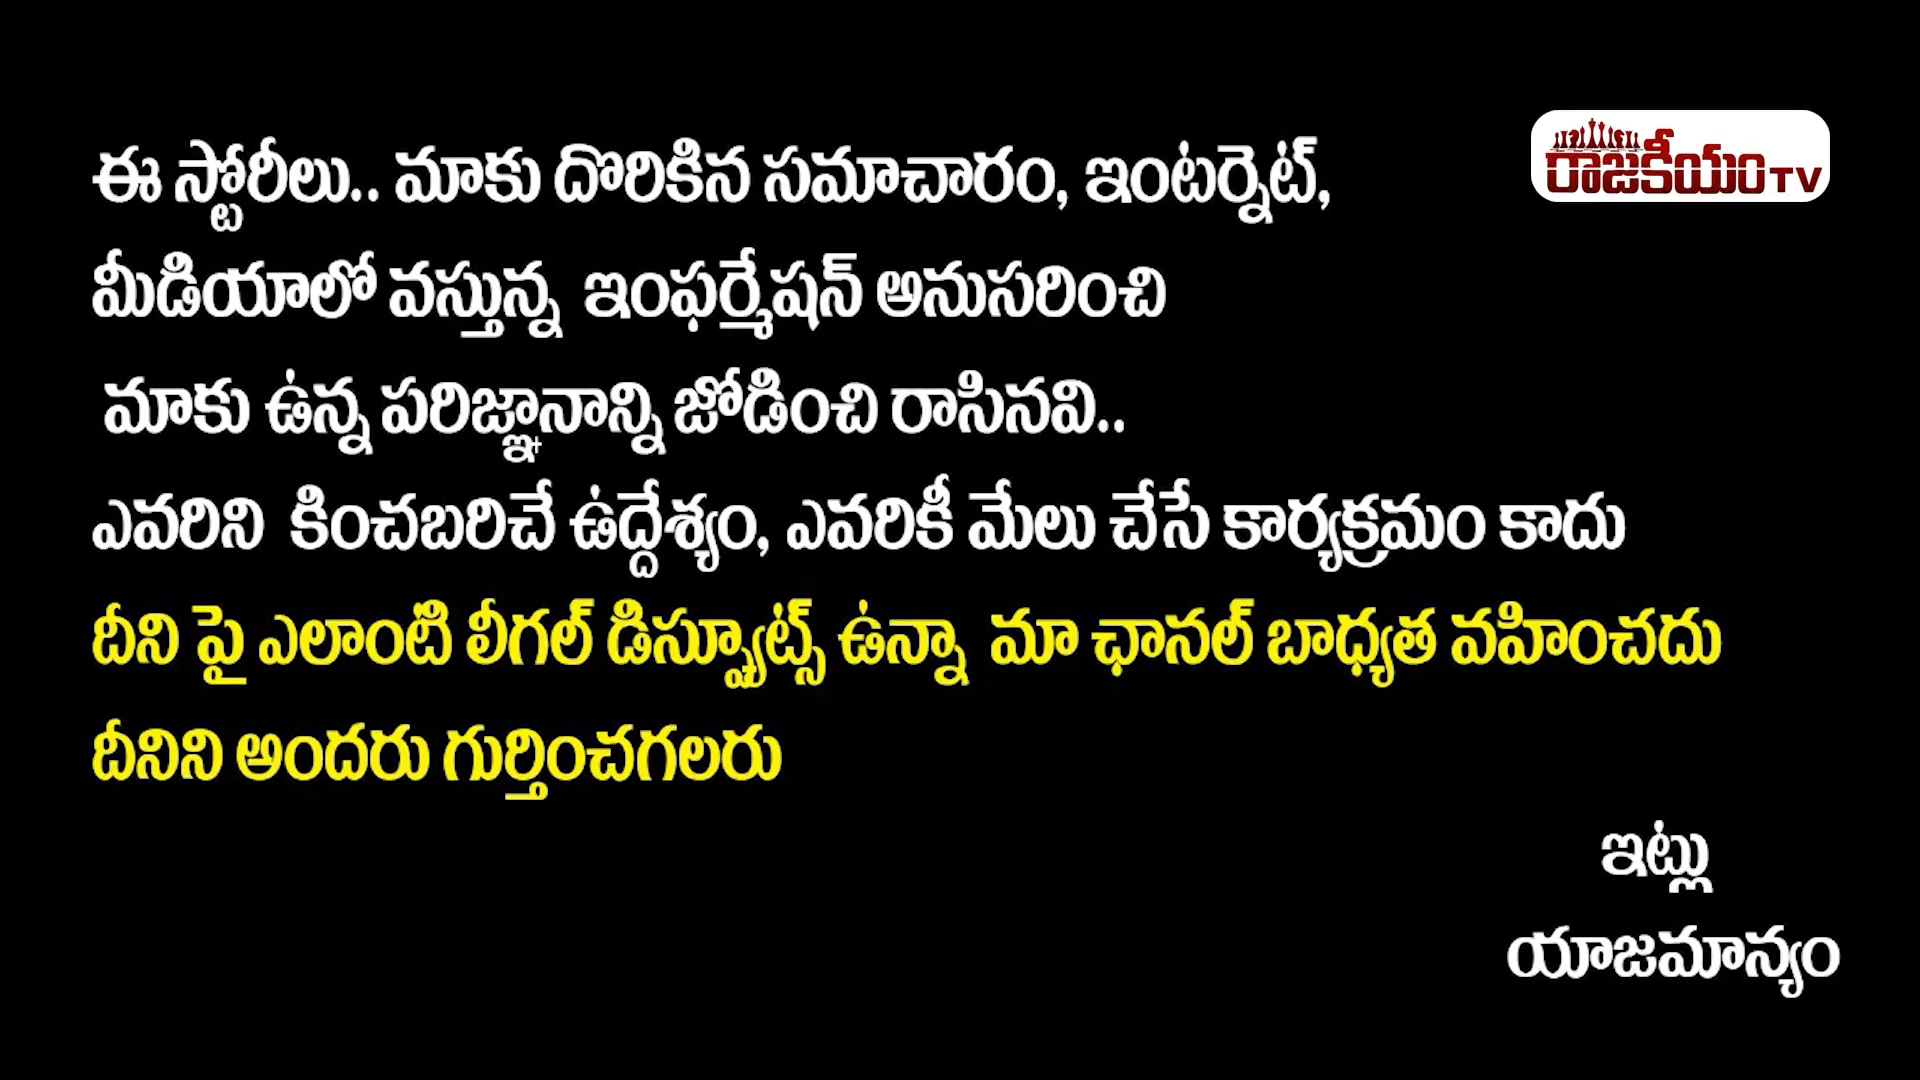 ఈ స్టోరీలు.. మాకు దొరికిన సమాచారం, ఇంటర్నెట్,
రాజకీయం TV
మీడియాలో వస్తున్న ఇంఫర్మేషన్ అనుసరించి
మాకు ఉన్న పరిజ్ఞానాన్ని జోడించి రాసినవి..
ఎవరిని కించబరిచే ఉద్దేశ్యం, ఎవరికీ మేలు చేసే కార్యక్రమం కాదు
దీని పై ఎలాంటి లీగల్ డిస్ప్యూట్స్ ఉన్నా మా ఛానల్ బాధ్యత వహించదు
దీనిని అందరు గుర్తించగలరు
ఇట్లు
యాజమాన్యం